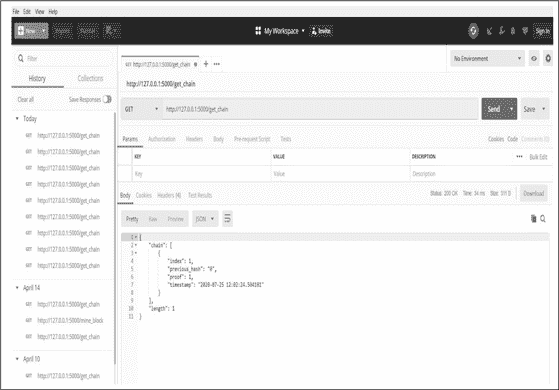 File Edit View Help
New
My Workspace
Invite
Sign In
Filter
History Collections
Clear all Save Responses
Today
GET http://127.0.0.1:5000/get_chain
GET http://127.0.0.1:5000/get_chain
GET http://127.0.0.1:5000/get_chain
GET http://127.0.0.1:5000/get_chain
GET http://127.0.0.1:5000/get_chain
GET http://127.0.0.1:5000/get_chain
GET http://127.0.0.1:5000/get_chain
GET http://127.0.0.1:5000/get_chain
GET http://127.0.0.1:5000/get_chain
April 14
GET http://127.0.0.1:5000/get_chain
GET http://127.0.0.1:5000/mine_block
GET http://127.0.0.1:5000/get_chain
April 10
GET http://127.0.0.1:5000/get_chain
GET http://127.0.0.1:5000/get_chain
No Environment
http://127.0.0.1:5000/get_chain
GET http://127.0.0.1:5000/get_chain
Send Save
Params Authorization Headers Body Pre-request Script Tests
Cookies Code Comments (0)
KEY VALUE DESCRIPTION
Bulk Edit
Key Value Description
Body Cookies Headers (4) Test Results
Status: 200 OK Time: 34 ms Size: Download
Pretty Raw Preview JSON
1 {
2 "chain": [
3 {
4 "index": 1,
5 "previous_hash": "0",
6 "proof": 1,
7 "timestamp":
8 }
9 ],
10 "length": 1
11 }